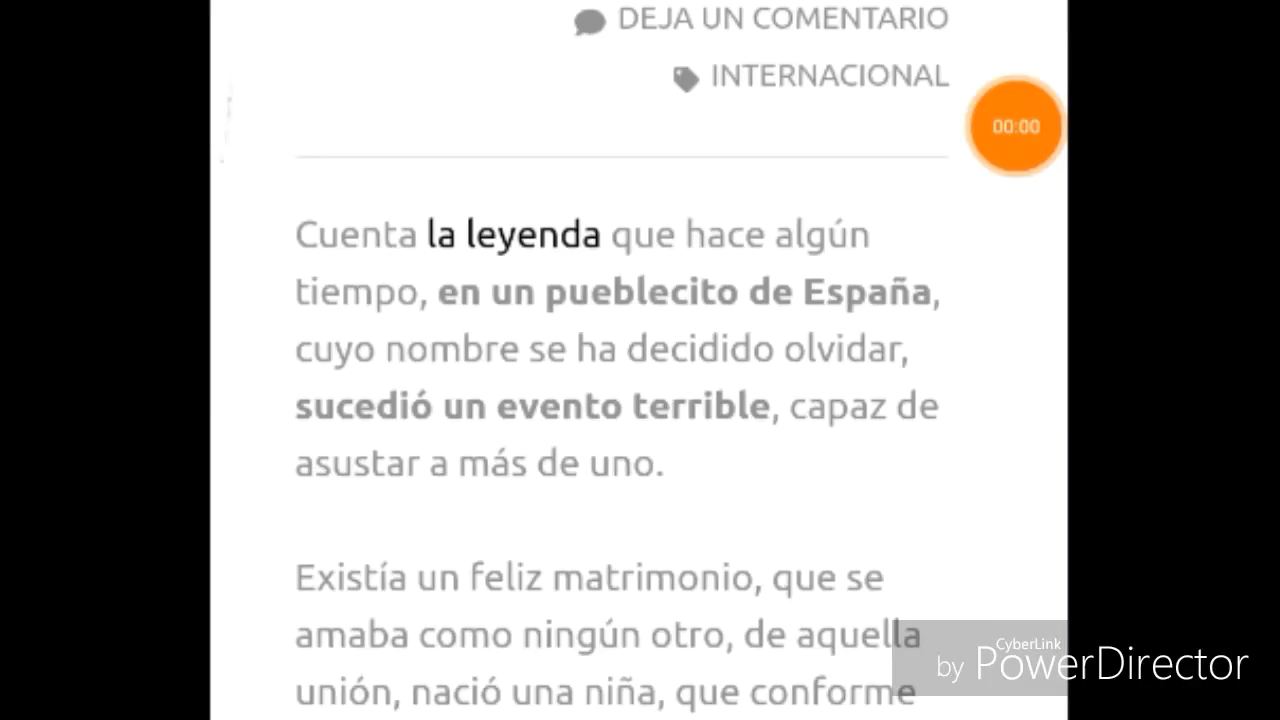 DEJA UN COMENTARIO
INTERNACIONAL
00:00
Cuenta la leyenda que hace algún
tiempo, en un pueblecito de España,
cuyo nombre se ha decidido olvidar,
sucedió un evento terrible, capaz de
asustar a más de uno.
Existía un feliz matrimonio, que se
amaba como ningún otro, de aquella
unión, nació una niña, que conforme
CyberLink
by PowerDirector